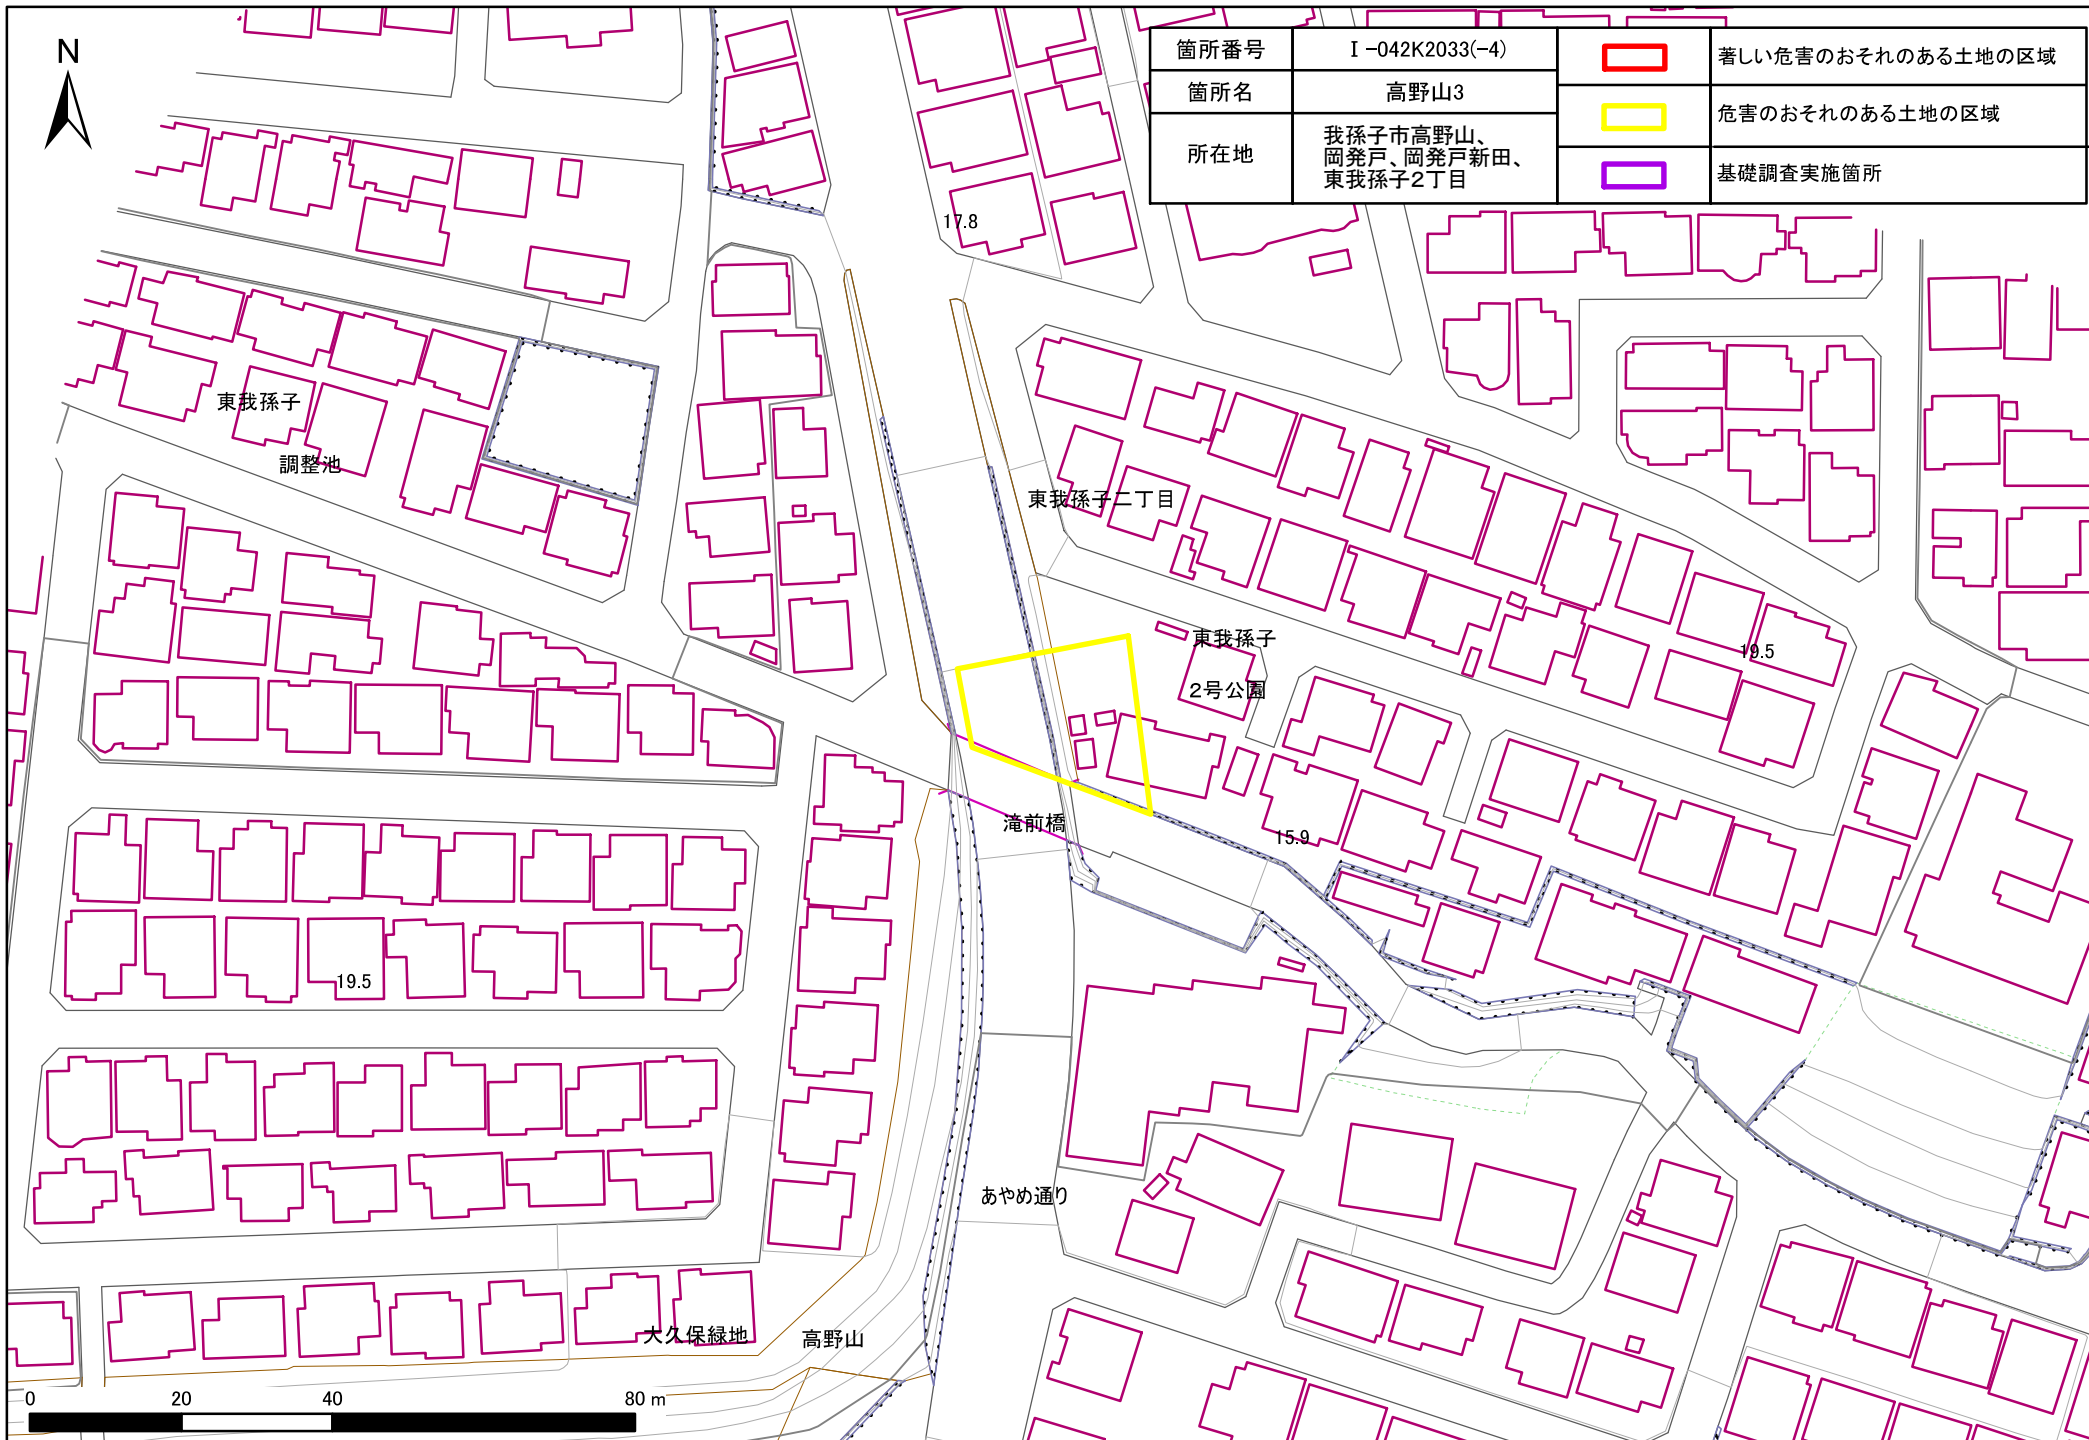 N
箇所番号
Ⅰ-042K2033(-4)
著しい危害のおそれのある土地の区域
箇所名
高野山3
危害のおそれのある土地の区域
所在地
我孫子市高野山、
岡発戸、岡発戸新田、
東我孫子2丁目
基礎調査実施箇所
17.8
東我孫子
調整池
東我孫子二丁目
東我孫子
2号公園
19.5
滝前橋
15.9
19.5
あやめ通り
大久保緑地
高野山
0 20 40 80 m